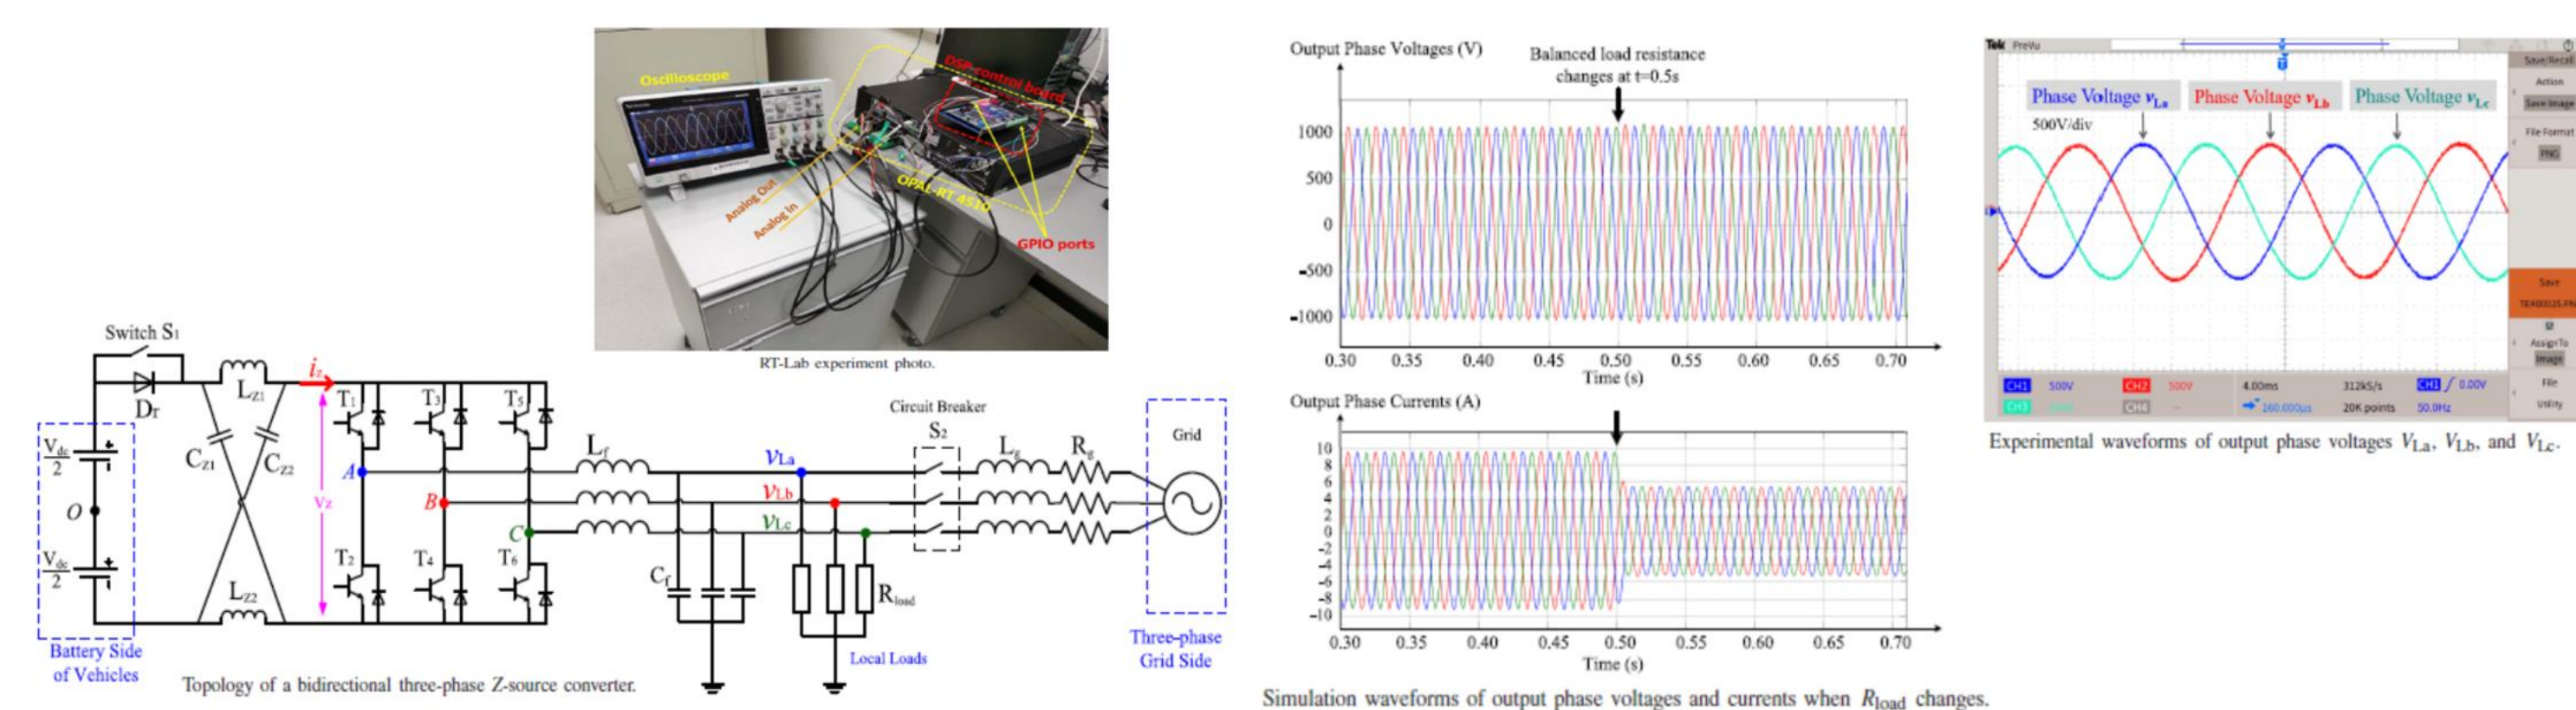 Switch S1
Dr
LZ1
iz
Vdc
2
CZ1
CZ2
O
Vz
Vdc
2
LZ2
T1
T3
T5
A
B
C
T2
T4
T6
Lf
Cf
VLa
VLb
VLc
Circuit Breaker
S2
Lg
Rg
Rload
Local Loads
Grid
Three-phase
Grid Side
Battery Side
of Vehicles
Topology of a bidirectional three-phase Z-source converter.
Oscilloscope
DSP control board
OPAL-RT 4510
Analog Out
Analog In
GPIO ports
RT-Lab experiment photo.
Output Phase Voltages (V)
Balanced load resistance
changes at t=0.5s
1000
500
0
-500
-1000
0.30 0.35 0.40 0.45 0.50 0.55 0.60 0.65 0.70
Time (s)
Output Phase Currents (A)
10
8
6
4
2
0
-2
-4
-6
-8
-10
0.30 0.35 0.40 0.45 0.50 0.55 0.60 0.65 0.70
Time (s)
Simulation waveforms of output phase voltages and currents when Rload changes.
Tek PreVu
Phase Voltage vLa
Phase Voltage vLb
Phase Voltage vLc
500V/div
Save/Recall
Action
Save Image
File Format
PNG
Save
AssignTo
Image
File
Utility
CH1 500V
CH2 500V
4.00ms
312kS/s
CH1 / 0.00V
CH3
CH4
160.000μs
20K points
50.0Hz
Experimental waveforms of output phase voltages VLa, VLb, and VLc.